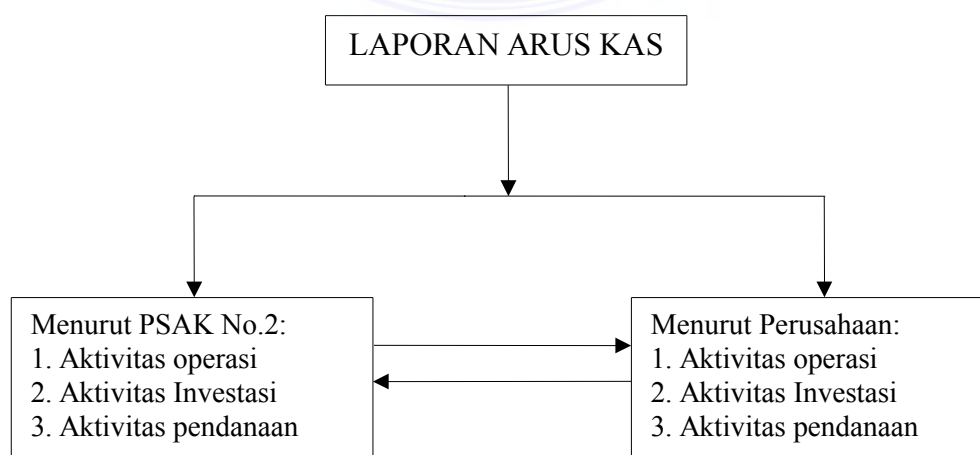 LAPORAN ARUS KAS
Menurut PSAK No.2:
1. Aktivitas operasi
2. Aktivitas Investasi
3. Aktivitas pendanaan
Menurut Perusahaan:
1. Aktivitas operasi
2. Aktivitas Investasi
3. Aktivitas pendanaan